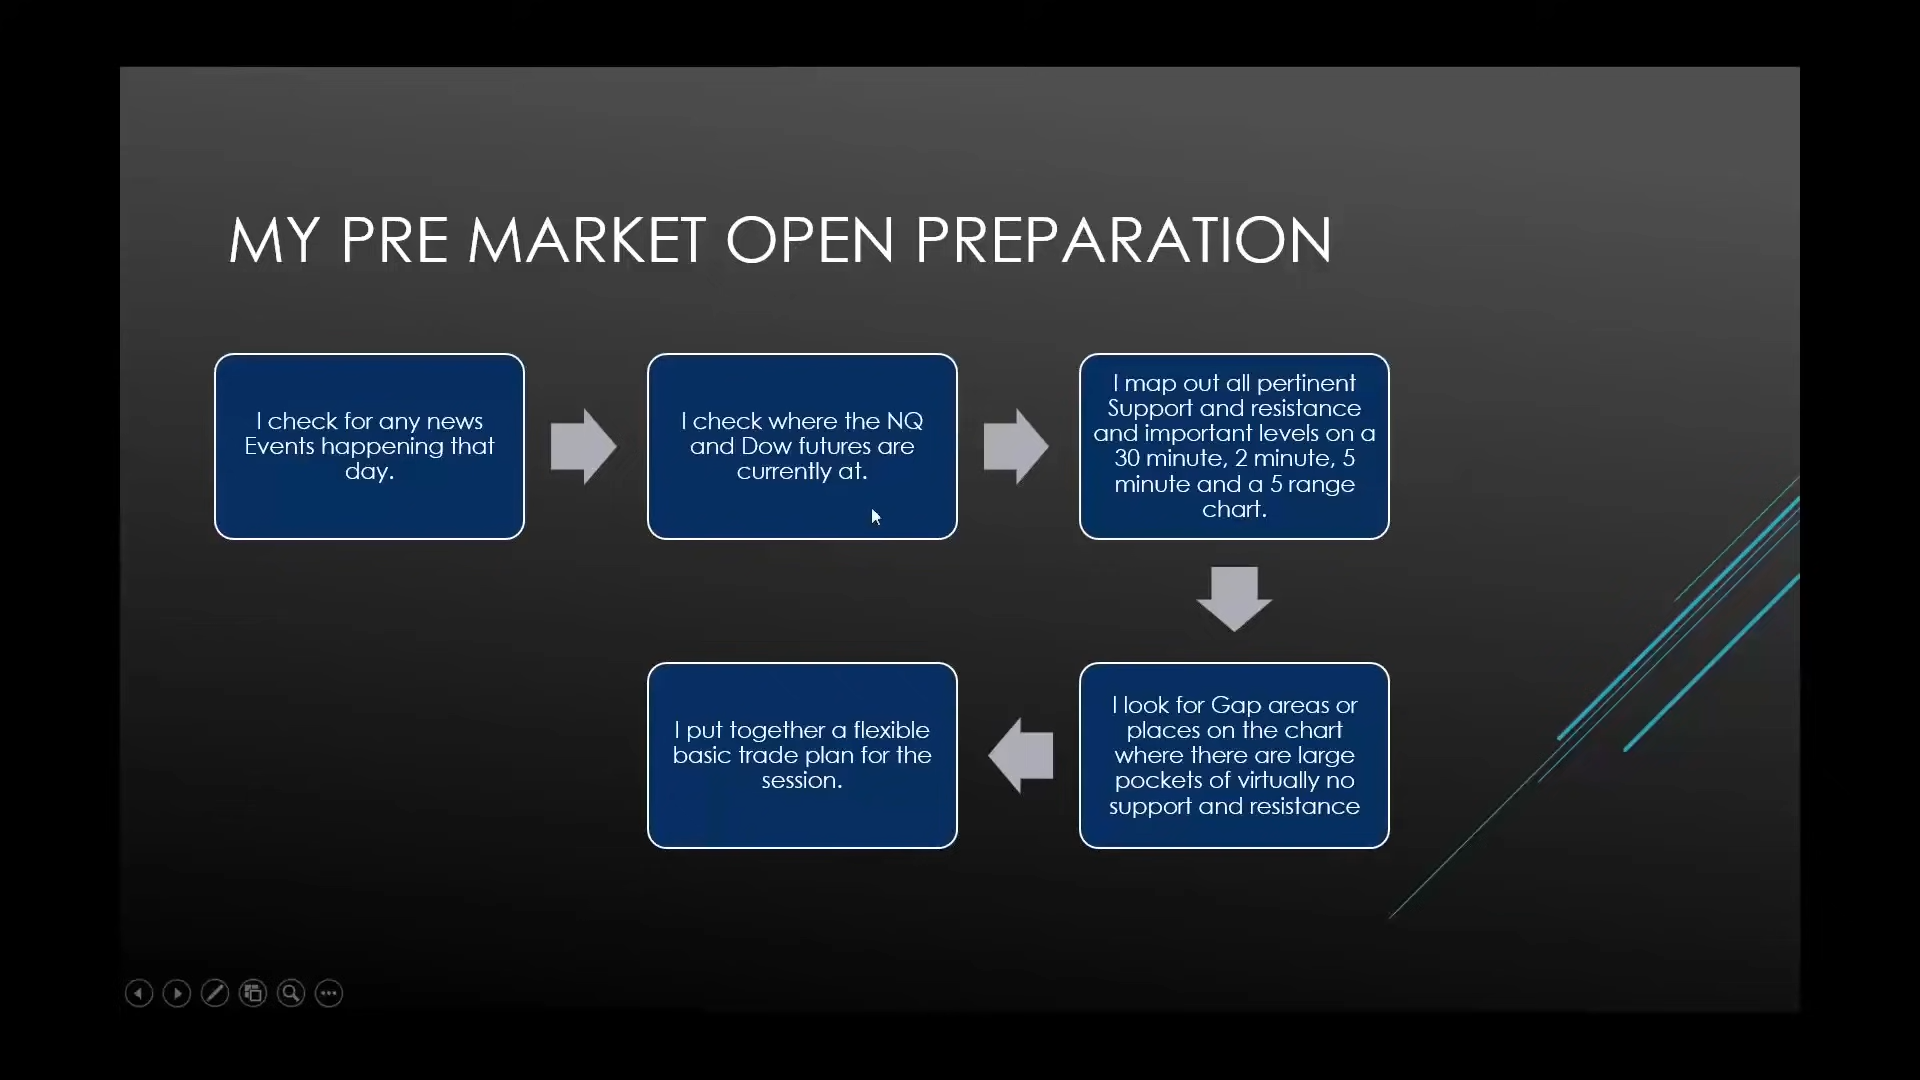 MY PRE MARKET OPEN PREPARATION
I check for any news
Events happening that
day.
I check where the NQ
and Dow futures are
currently at.
I map out all pertinent
Support and resistance
and important levels on a
30 minute, 2 minute, 5
minute and a 5 range
chart.
I look for Gap areas or
places on the chart
where there are large
pockets of virtually no
support and resistance
I put together a flexible
basic trade plan for the
session.